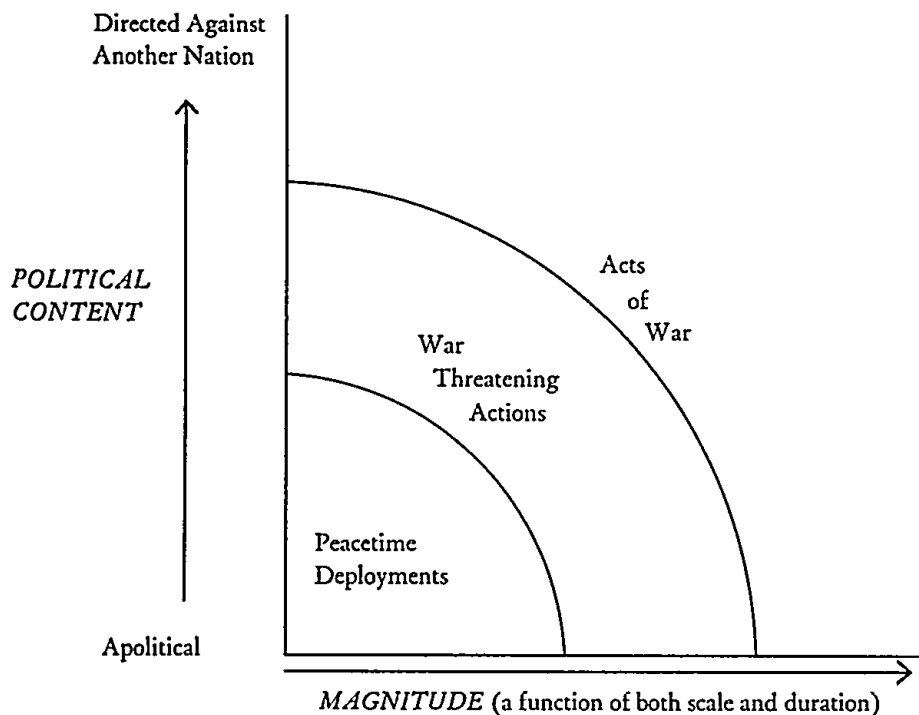 Directed Against
Another Nation
POLITICAL
CONTENT
Acts
of
War
War
Threatening
Actions
Peacetime
Deployments
Apolitical
MAGNITUDE (a function of both scale and duration)